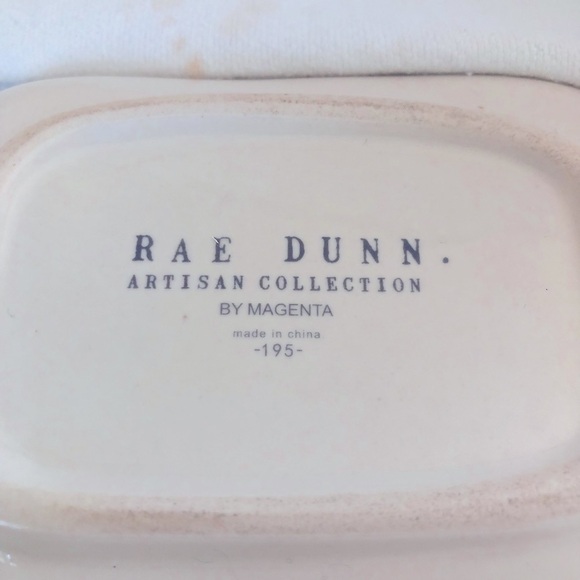 RAE DUNN.
ARTISAN COLLECTION
BY MAGENTA
made in china
-195-